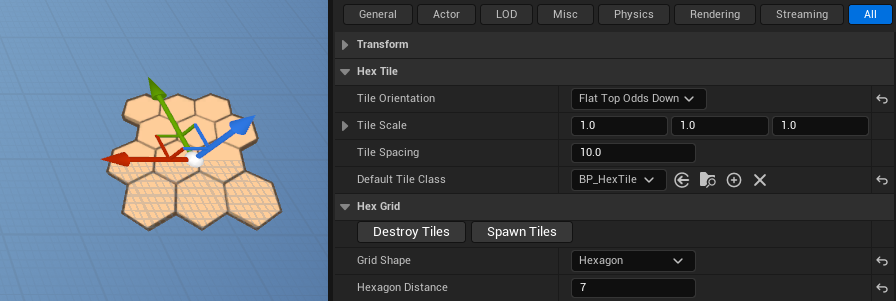 General Actor LOD Misc Physics Rendering Streaming All
Transform
Hex Tile
Tile Orientation Flat Top Odds Down
Tile Scale 1.0 1.0 1.0
Tile Spacing 10.0
Default Tile Class BP_HexTile
Hex Grid
Destroy Tiles Spawn Tiles
Grid Shape Hexagon
Hexagon Distance 7